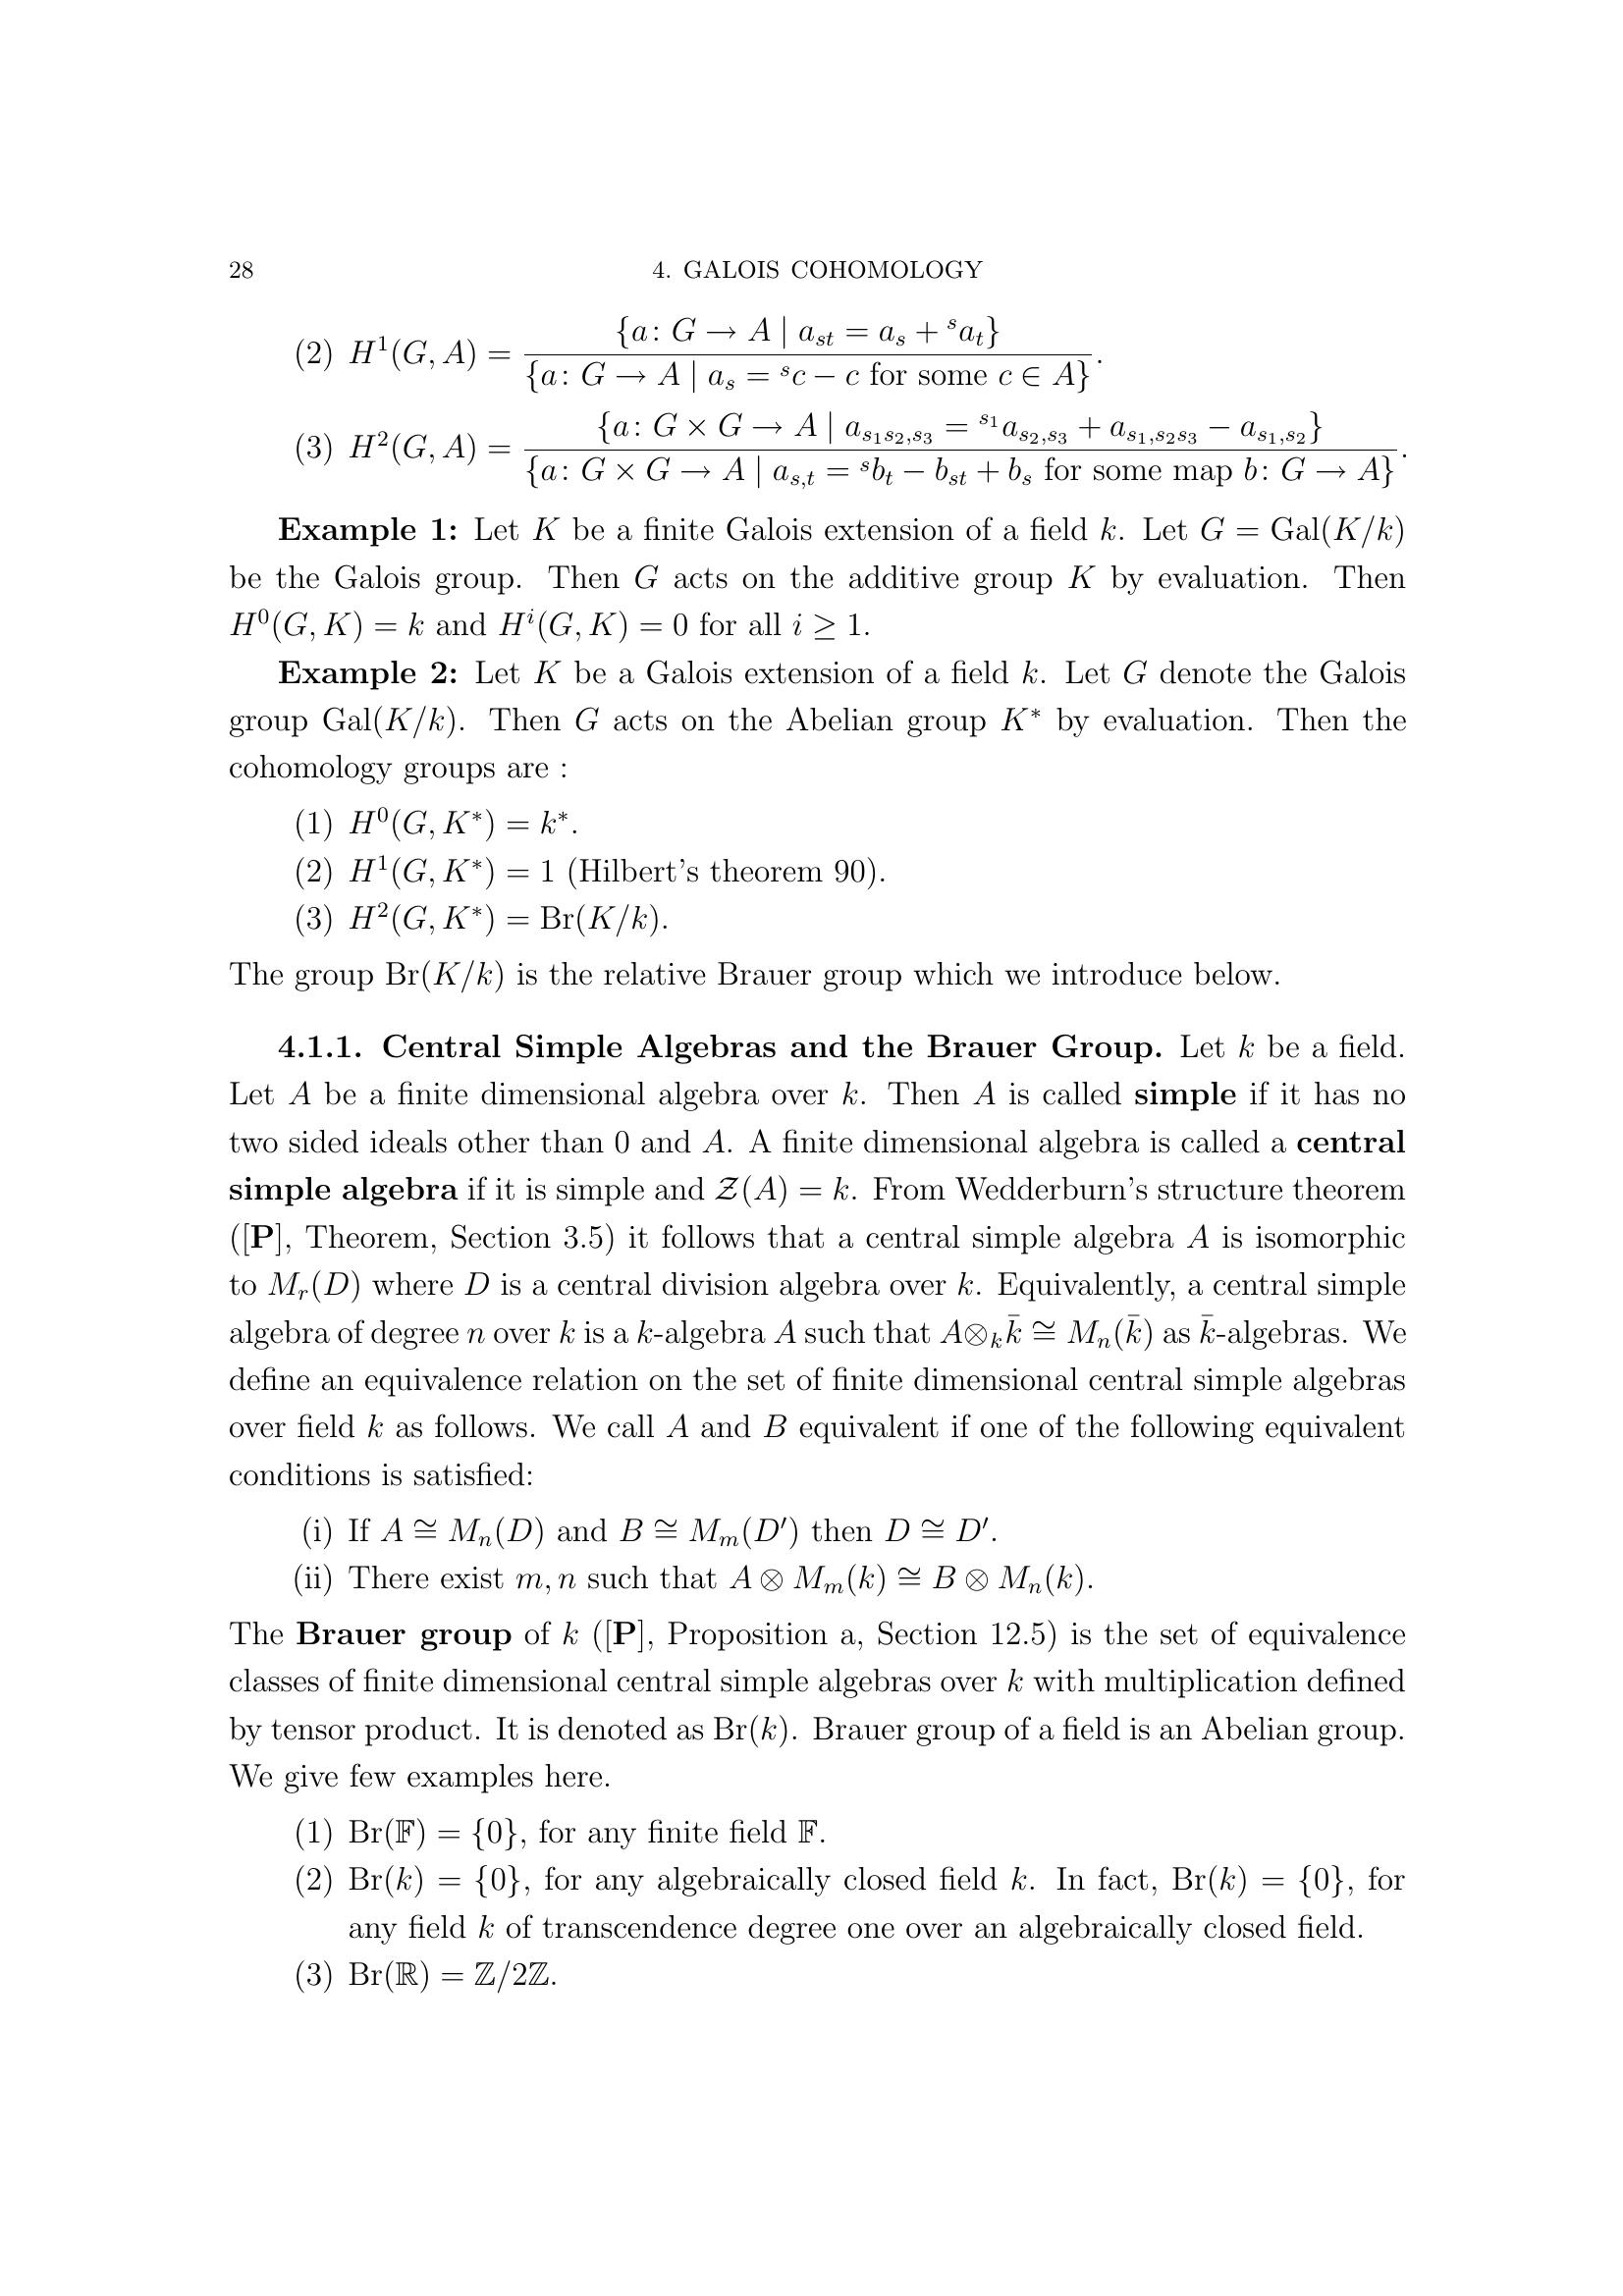 28 4. GALOIS COHOMOLOGY
(2) $H^1(G, A) = \dfrac{\{a\colon G \to A \mid a_{st} = a_s + {}^s a_t\}}{\{a\colon G \to A \mid a_s = {}^s c - c \text{ for some } c \in A\}}.$
(3) $H^2(G, A) = \dfrac{\{a\colon G \times G \to A \mid a_{s_1 s_2, s_3} = {}^{s_1} a_{s_2, s_3} + a_{s_1, s_2 s_3} - a_{s_1, s_2}\}}{\{a\colon G \times G \to A \mid a_{s,t} = {}^s b_t - b_{st} + b_s \text{ for some map } b\colon G \to A\}}.$
Example 1: Let $K$ be a finite Galois extension of a field $k$. Let $G = \mathrm{Gal}(K/k)$
be the Galois group. Then $G$ acts on the additive group $K$ by evaluation. Then
$H^0(G, K) = k$ and $H^i(G, K) = 0$ for all $i \geq 1$.
Example 2: Let $K$ be a Galois extension of a field $k$. Let $G$ denote the Galois
group $\mathrm{Gal}(K/k)$. Then $G$ acts on the Abelian group $K^*$ by evaluation. Then the
cohomology groups are :
(1) $H^0(G, K^*) = k^*$.
(2) $H^1(G, K^*) = 1$ (Hilbert's theorem 90).
(3) $H^2(G, K^*) = \mathrm{Br}(K/k)$.
The group $\mathrm{Br}(K/k)$ is the relative Brauer group which we introduce below.
4.1.1. Central Simple Algebras and the Brauer Group. Let $k$ be a field.
Let $A$ be a finite dimensional algebra over $k$. Then $A$ is called simple if it has no
two sided ideals other than 0 and $A$. A finite dimensional algebra is called a central
simple algebra if it is simple and $\mathcal{Z}(A) = k$. From Wedderburn's structure theorem
([P], Theorem, Section 3.5) it follows that a central simple algebra $A$ is isomorphic
to $M_r(D)$ where $D$ is a central division algebra over $k$. Equivalently, a central simple
algebra of degree $n$ over $k$ is a $k$-algebra $A$ such that $A \otimes_k \bar{k} \cong M_n(\bar{k})$ as $\bar{k}$-algebras. We
define an equivalence relation on the set of finite dimensional central simple algebras
over field $k$ as follows. We call $A$ and $B$ equivalent if one of the following equivalent
conditions is satisfied:
(i) If $A \cong M_n(D)$ and $B \cong M_m(D')$ then $D \cong D'$.
(ii) There exist $m, n$ such that $A \otimes M_m(k) \cong B \otimes M_n(k)$.
The Brauer group of $k$ ([P], Proposition a, Section 12.5) is the set of equivalence
classes of finite dimensional central simple algebras over $k$ with multiplication defined
by tensor product. It is denoted as $\mathrm{Br}(k)$. Brauer group of a field is an Abelian group.
We give few examples here.
(1) $\mathrm{Br}(\mathbb{F}) = \{0\}$, for any finite field $\mathbb{F}$.
(2) $\mathrm{Br}(k) = \{0\}$, for any algebraically closed field $k$. In fact, $\mathrm{Br}(k) = \{0\}$, for
any field $k$ of transcendence degree one over an algebraically closed field.
(3) $\mathrm{Br}(\mathbb{R}) = \mathbb{Z}/2\mathbb{Z}$.